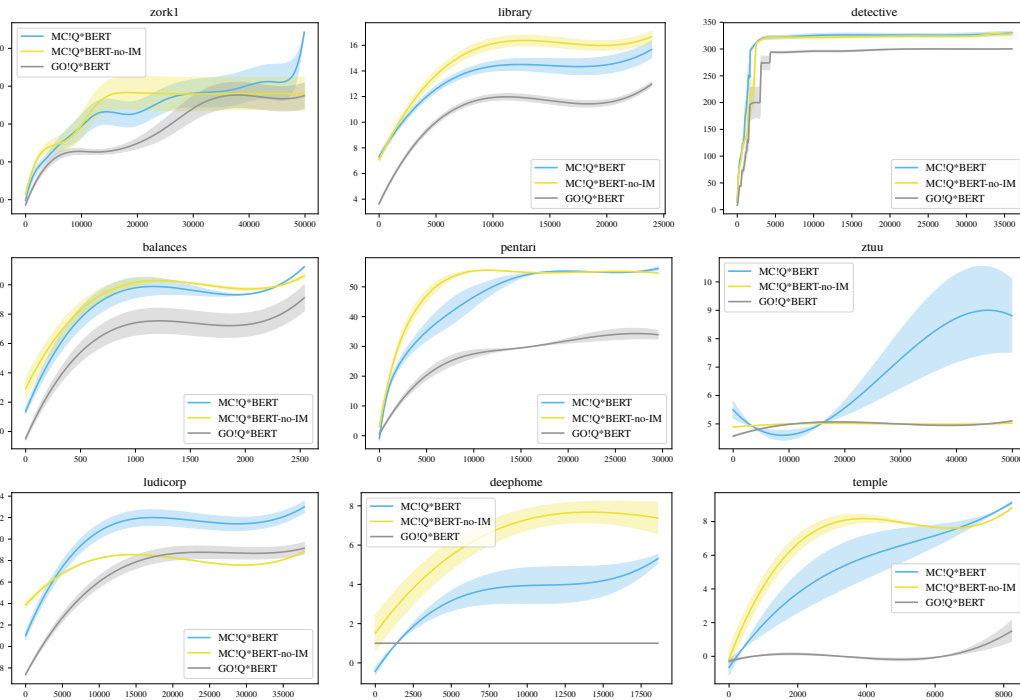 zork1
MC!Q*BERT
MC!Q*BERT-no-IM
GO!Q*BERT
0 10000 20000 30000 40000 50000
library
16
14
12
10
8
6
4
MC!Q*BERT
MC!Q*BERT-no-IM
GO!Q*BERT
0 5000 10000 15000 20000 25000
detective
350
300
250
200
150
100
50
0
MC!Q*BERT
MC!Q*BERT-no-IM
GO!Q*BERT
0 5000 10000 15000 20000 25000 30000 35000
balances
MC!Q*BERT
MC!Q*BERT-no-IM
GO!Q*BERT
0 500 1000 1500 2000 2500
pentari
50
40
30
20
10
0
MC!Q*BERT
MC!Q*BERT-no-IM
GO!Q*BERT
0 5000 10000 15000 20000 25000 30000
ztuu
10
9
8
7
6
5
MC!Q*BERT
MC!Q*BERT-no-IM
GO!Q*BERT
0 10000 20000 30000 40000 50000
ludicorp
MC!Q*BERT
MC!Q*BERT-no-IM
GO!Q*BERT
0 5000 10000 15000 20000 25000 30000 35000
deephome
8
6
4
2
0
MC!Q*BERT
MC!Q*BERT-no-IM
GO!Q*BERT
0 2500 5000 7500 10000 12500 15000 17500
temple
8
6
4
2
0
MC!Q*BERT
MC!Q*BERT-no-IM
GO!Q*BERT
0 2000 4000 6000 8000